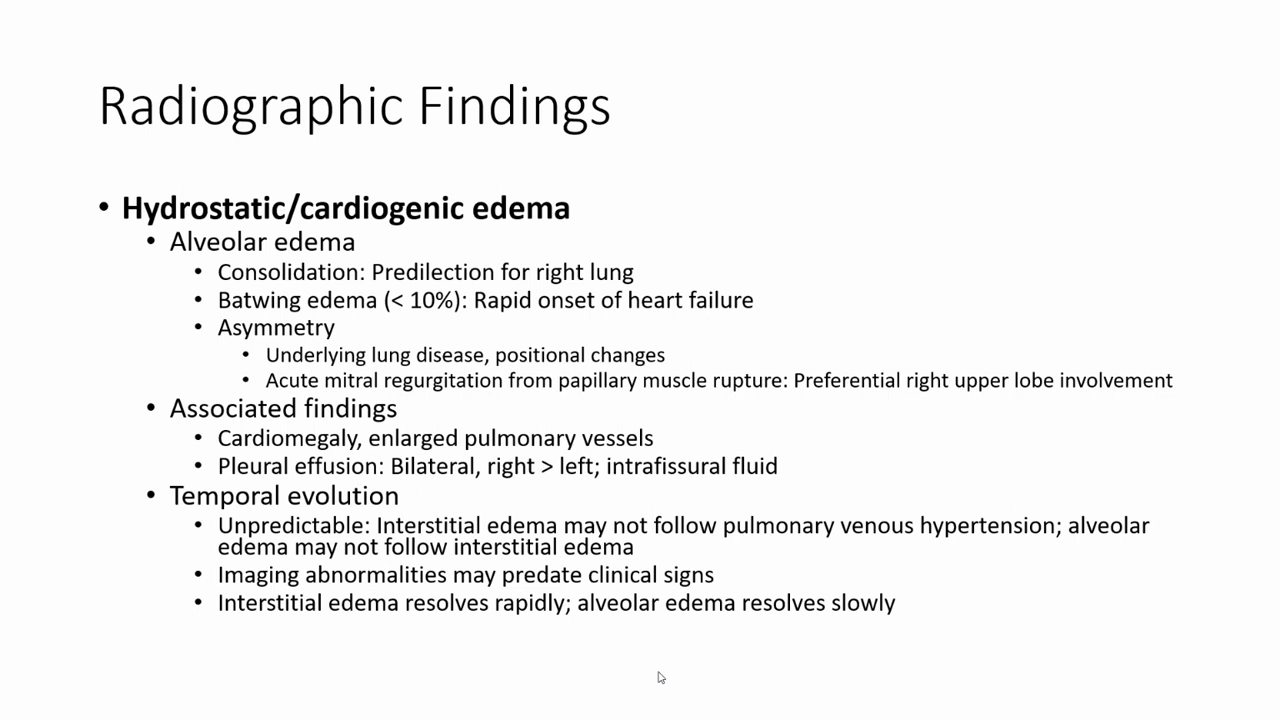 Radiographic Findings
• Hydrostatic/cardiogenic edema
• Alveolar edema
• Consolidation: Predilection for right lung
• Batwing edema (< 10%): Rapid onset of heart failure
• Asymmetry
• Underlying lung disease, positional changes
• Acute mitral regurgitation from papillary muscle rupture: Preferential right upper lobe involvement
• Associated findings
• Cardiomegaly, enlarged pulmonary vessels
• Pleural effusion: Bilateral, right > left; intrafissural fluid
• Temporal evolution
• Unpredictable: Interstitial edema may not follow pulmonary venous hypertension; alveolar
edema may not follow interstitial edema
• Imaging abnormalities may predate clinical signs
• Interstitial edema resolves rapidly; alveolar edema resolves slowly